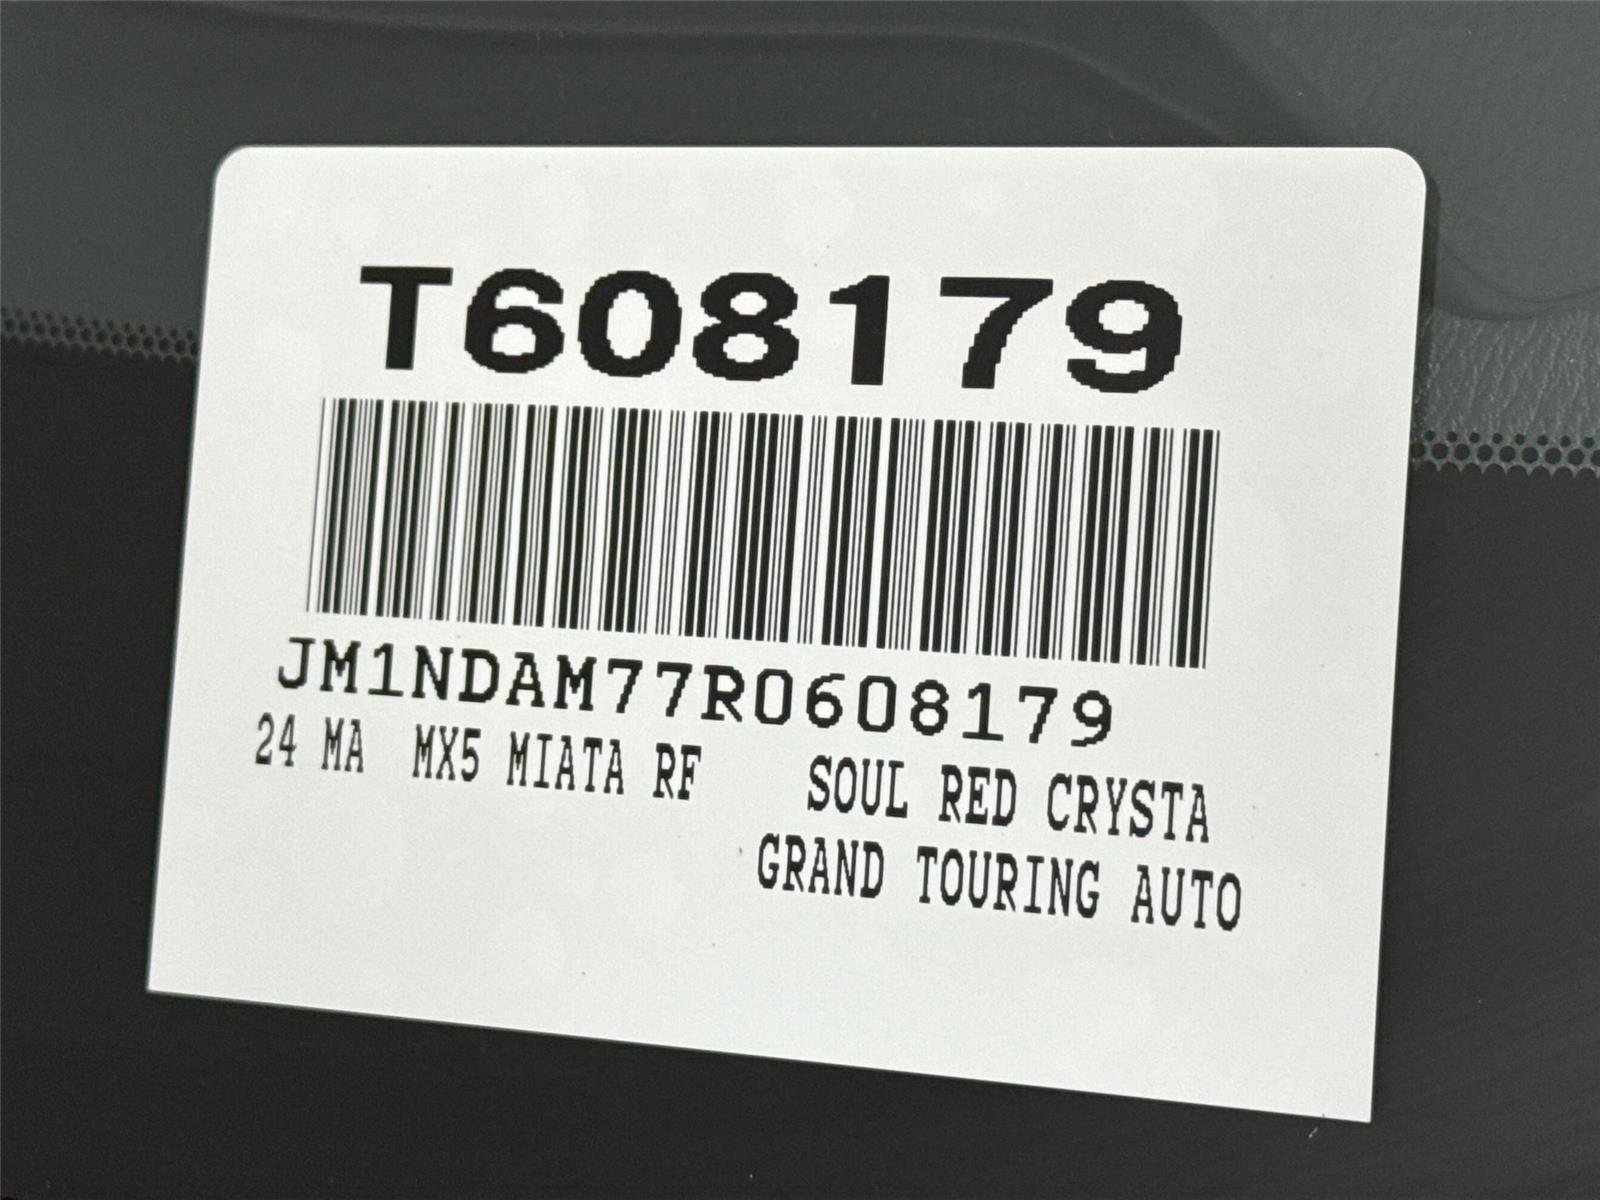 T608179
JM1NDAM77R0608179
24 MA MX5 MIATA RF SOUL RED CRYSTA
GRAND TOURING AUTO